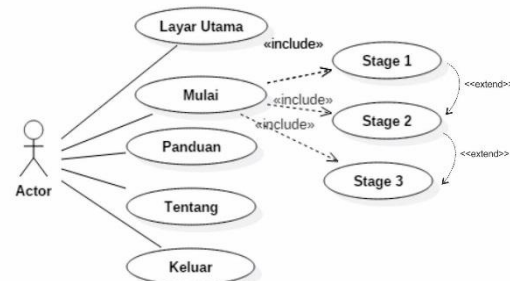 Layar Utama
«include»
Stage 1
<<extend>>
Mulai
«include»
Stage 2
«include»
Panduan
<<extend>>
Stage 3
Actor
Tentang
Keluar